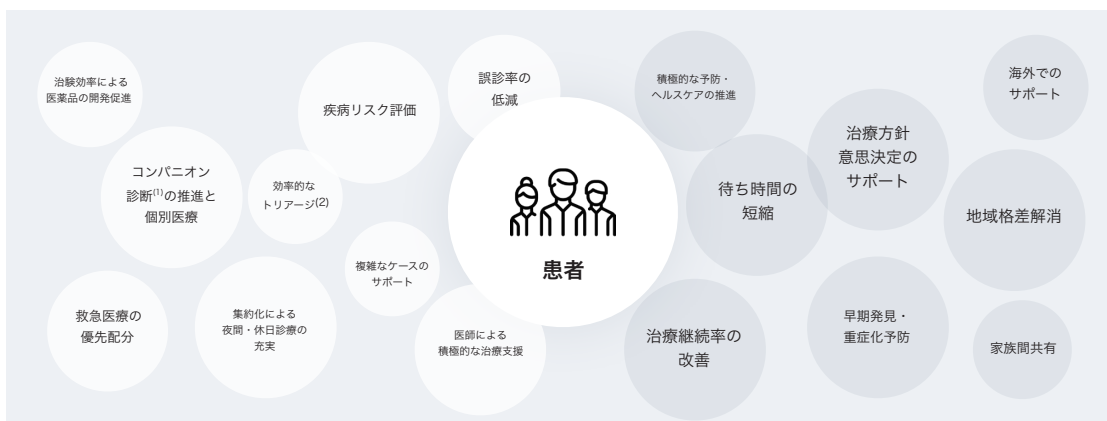 治験効率による
医薬品の開発促進
疾病リスク評価
誤診率の
低減
コンパニオン
診断(1)の推進と
個別医療
効率的な
トリアージ(2)
複雑なケースの
サポート
救急医療の
優先配分
集約化による
夜間・休日診療の
充実
医師による
積極的な治療支援
患者
積極的な予防・
ヘルスケアの推進
海外での
サポート
治療方針
意思決定の
サポート
待ち時間の
短縮
地域格差解消
治療継続率の
改善
早期発見・
重症化予防
家族間共有